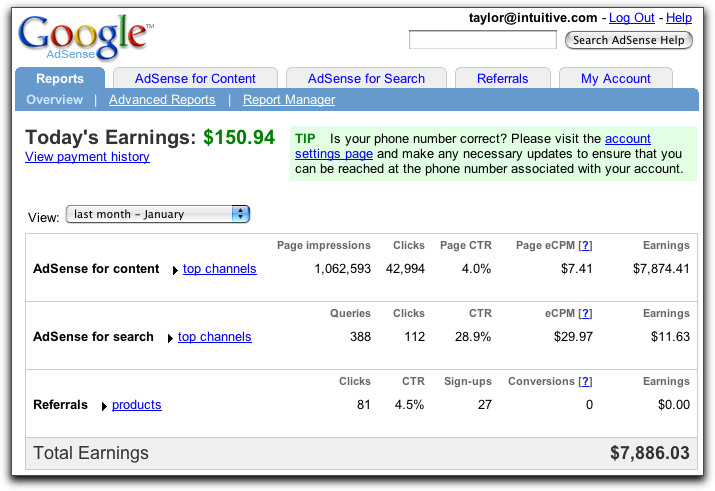 taylor@intuitive.com - Log Out - Help
Google™
AdSense
Search AdSense Help
Reports AdSense for Content AdSense for Search Referrals My Account
Overview | Advanced Reports | Report Manager
Today's Earnings: $150.94
View payment history
TIP Is your phone number correct? Please visit the account
settings page and make any necessary updates to ensure that you
can be reached at the phone number associated with your account.
View: last month - January
Page impressions Clicks Page CTR Page eCPM [?] Earnings
AdSense for content top channels 1,062,593 42,994 4.0% $7.41 $7,874.41
Queries Clicks CTR eCPM [?] Earnings
AdSense for search top channels 388 112 28.9% $29.97 $11.63
Clicks CTR Sign-ups Conversions [?] Earnings
Referrals products 81 4.5% 27 0 $0.00
Total Earnings $7,886.03